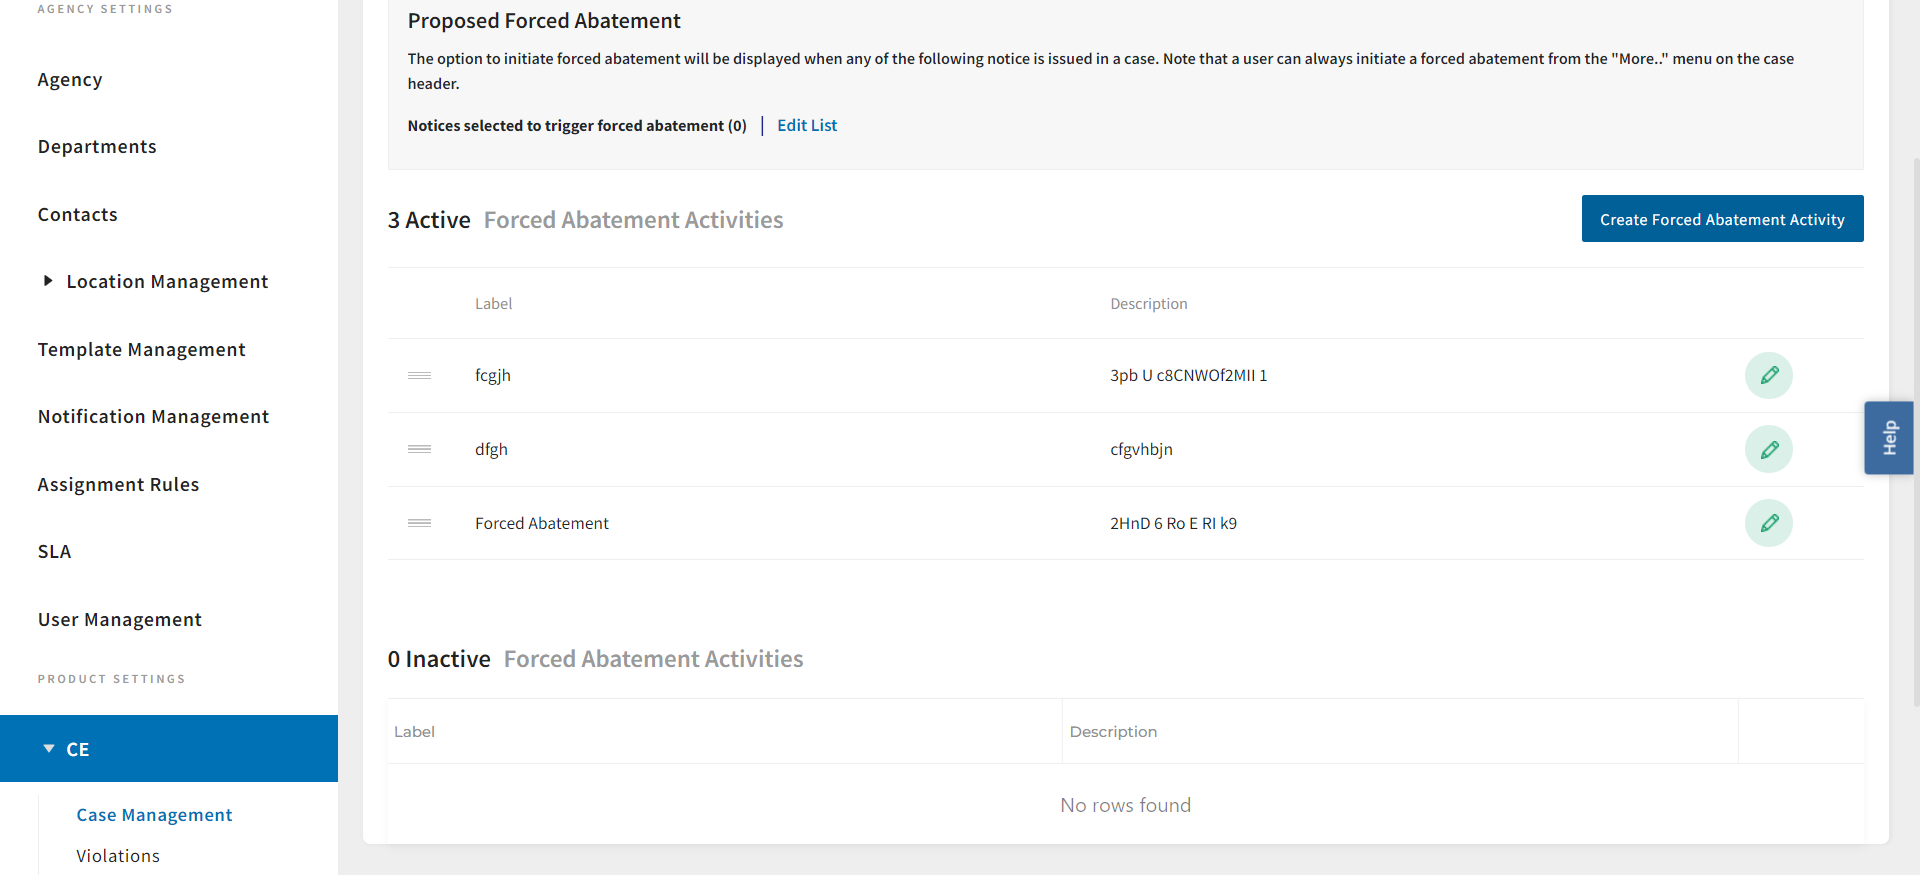 AGENCY SETTINGS
Agency
Departments
Contacts
Location Management
Template Management
Notification Management
Assignment Rules
SLA
User Management
PRODUCT SETTINGS
CE
Case Management
Violations
Proposed Forced Abatement
The option to initiate forced abatement will be displayed when any of the following notice is issued in a case. Note that a user can always initiate a forced abatement from the "More.." menu on the case
header.
Notices selected to trigger forced abatement (0) | Edit List
3 Active Forced Abatement Activities
Create Forced Abatement Activity
Label Description
fcgjh 3pb U c8CNWOf2MII 1
dfgh cfgvhbjn
Forced Abatement 2HnD 6 Ro E RI k9
0 Inactive Forced Abatement Activities
Label Description
No rows found
Help